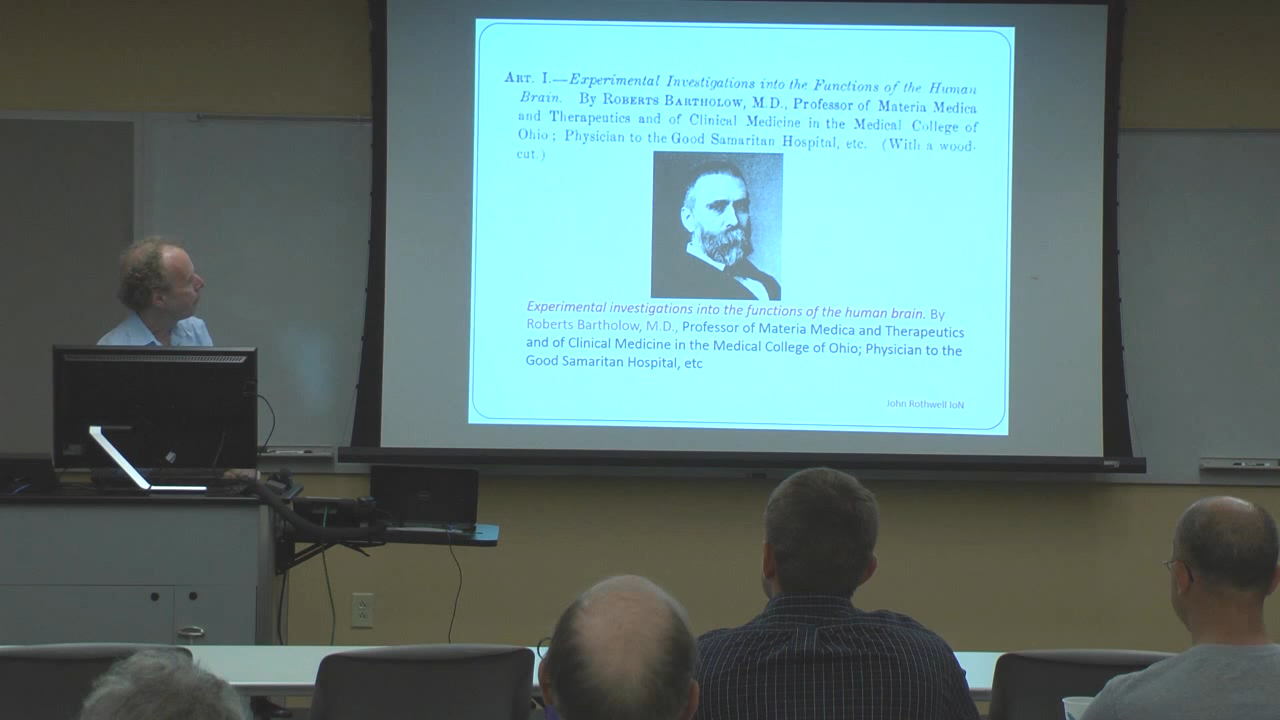 ART. I.—Experimental Investigations into the Functions of the Human
Brain. By ROBERTS BARTHOLOW, M.D., Professor of Materia Medica
and Therapeutics and of Clinical Medicine in the Medical College of
Ohio; Physician to the Good Samaritan Hospital, etc. (With a wood-
cut.)
Experimental investigations into the functions of the human brain. By
Roberts Bartholow, M.D., Professor of Materia Medica and Therapeutics
and of Clinical Medicine in the Medical College of Ohio; Physician to the
Good Samaritan Hospital, etc
John Rothwell IoN